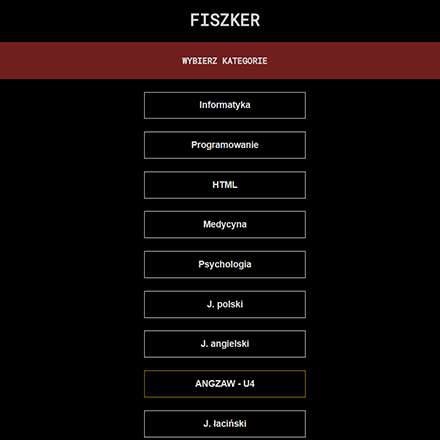 FISZKER
WYBIERZ KATEGORIE
Informatyka
Programowanie
HTML
Medycyna
Psychologia
J. polski
J. angielski
ANGZAW - U4
J. łaciński